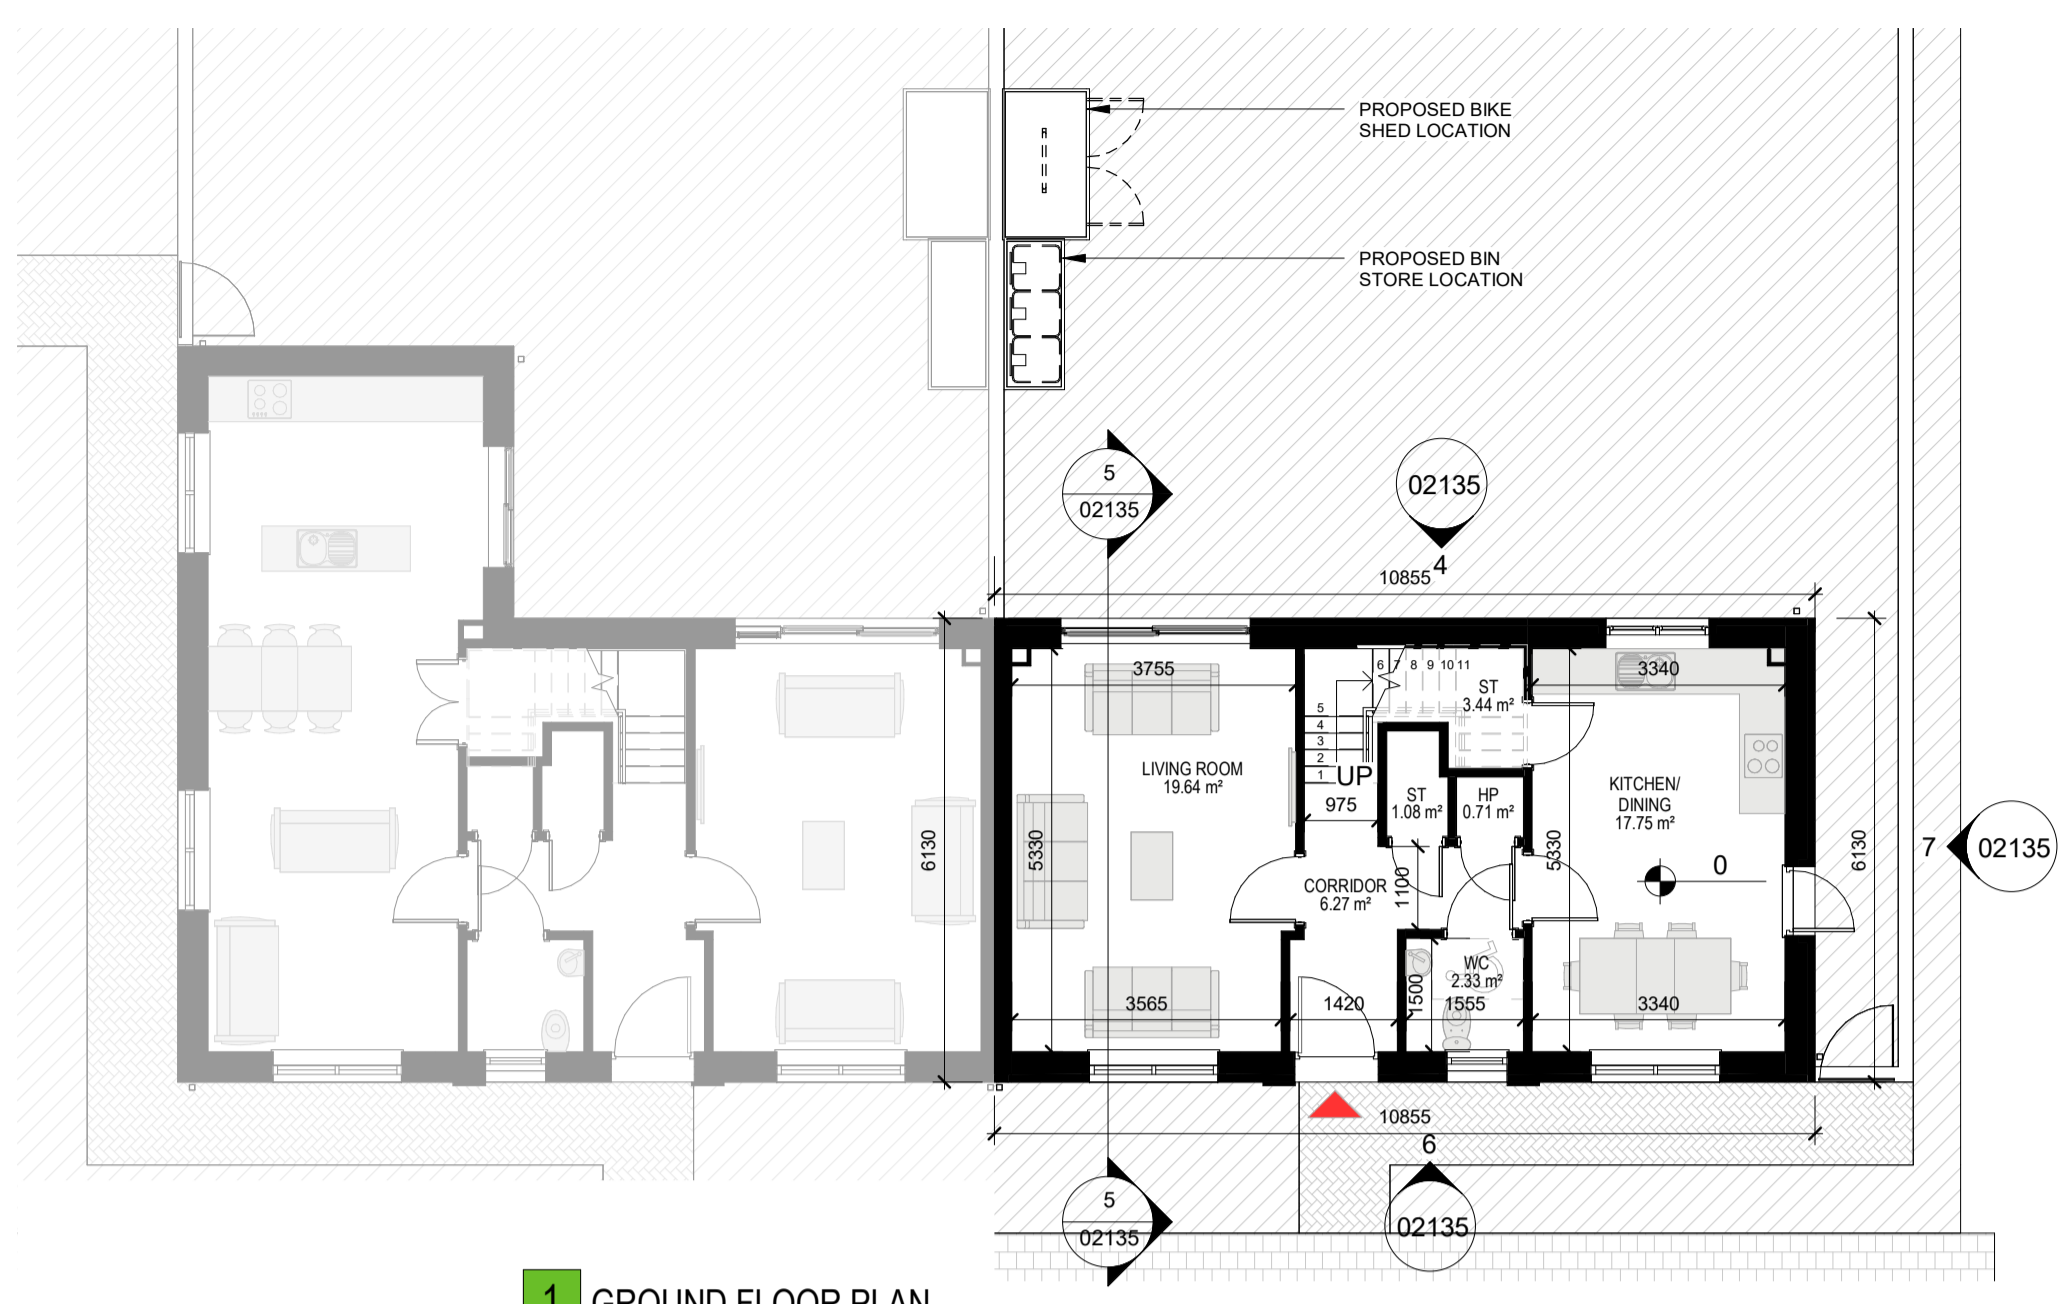 PROPOSED BIKE
SHED LOCATION
PROPOSED BIN
STORE LOCATION
5
02135
02135
4
10855
3755
6 7 8 9 10 11
3340
ST
3.44 m²
5
4
3
2
1
UP
975
LIVING ROOM
19.64 m²
ST
1.08 m²
HP
0.71 m²
KITCHEN/
DINING
17.75 m²
6130
5330
5330
6130
7
02135
0
CORRIDOR
6.27 m²
1100
WC
2.33 m²
1500
3565
1420
1555
3340
10855
6
5
02135
02135
1
GROUND FLOOR PLAN